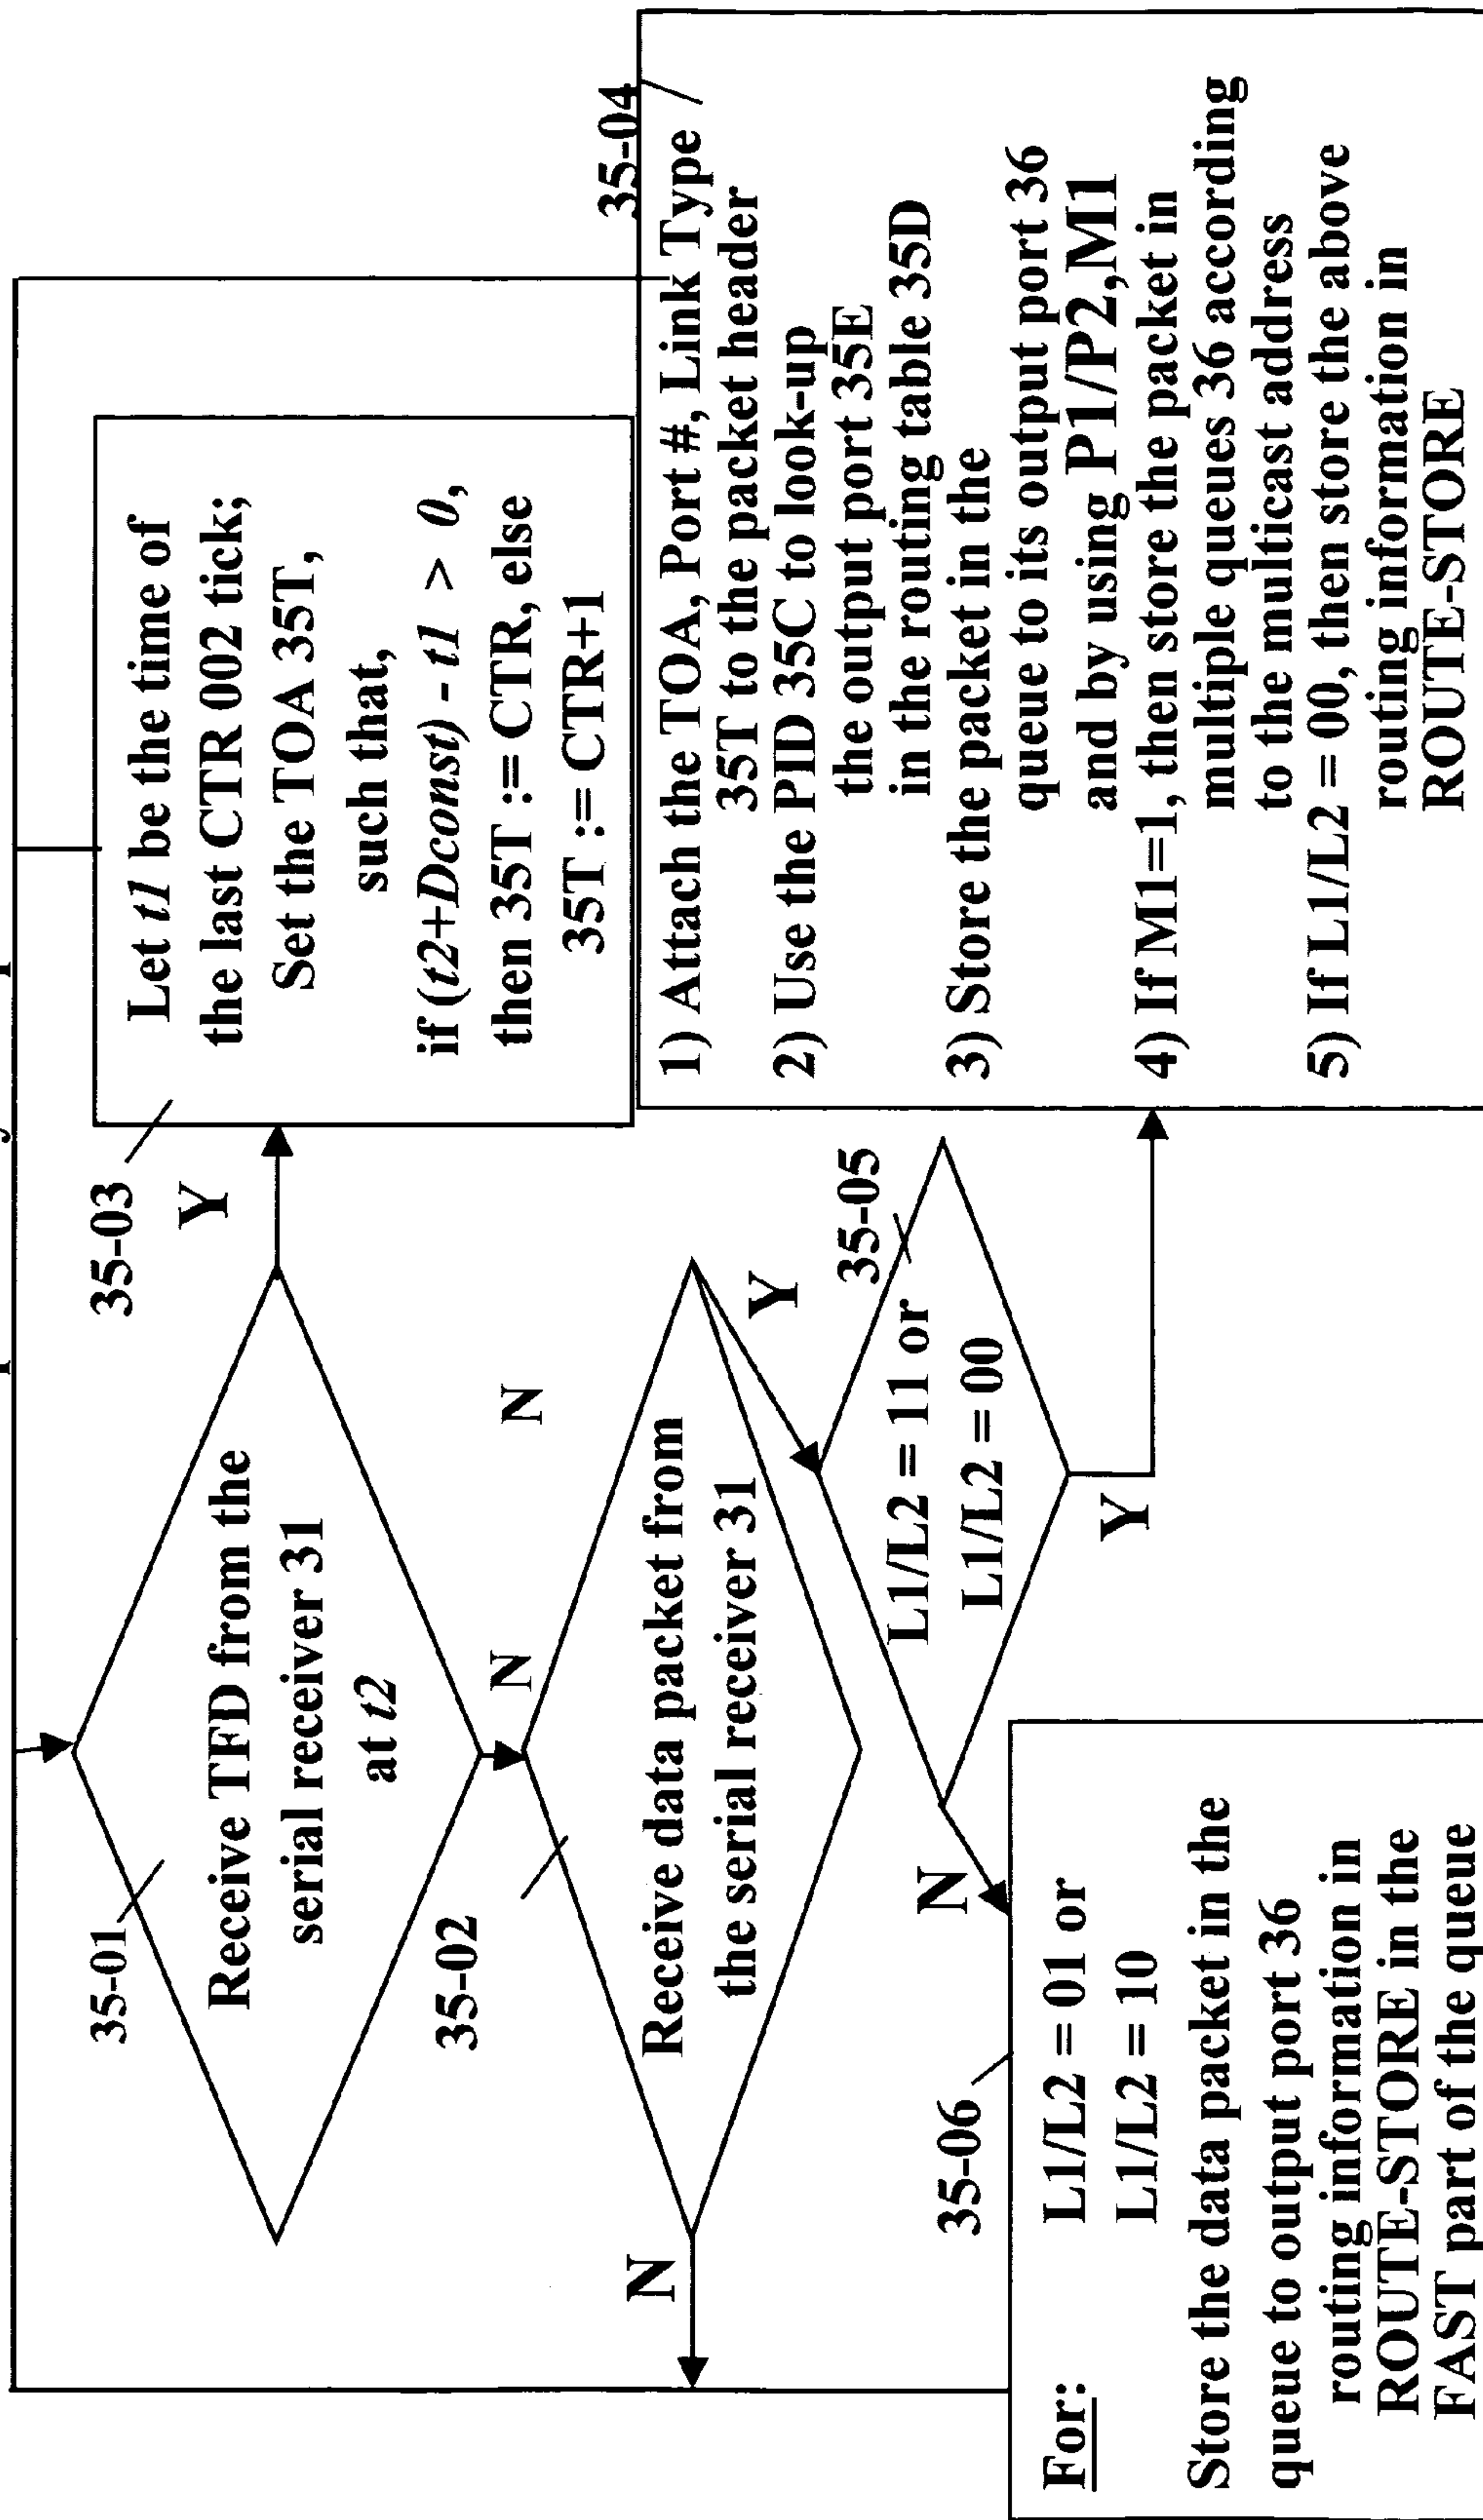 35-01
Receive TFD from the
serial receiver 31
at t2
35-03
Y
Let t1 be the time of
the last CTR 002 tick;
Set the TOA 35T,
such that,
if (t2+Dconst) - t1 > 0,
then 35T := CTR, else
35T := CTR+1
N
N
35-02
Receive data packet from
the serial receiver 31
N
Y
35-05
L1/L2 = 11 or
L1/L2 = 00
N
Y
35-04
1) Attach the TOA, Port #, Link Type /
35T to the packet header
2) Use the PID 35C to look-up
the output port 35E
in the routing table 35D
3) Store the packet in the
queue to its output port 36
and by using P1/P2,M1
4) If M1=1, then store the packet in
multiple queues 36 according
to the multicast address
5) If L1/L2 = 00, then store the above
routing information in
ROUTE-STORE
35-06
For:
L1/L2 = 01 or
L1/L2 = 10
Store the data packet in the
queue to output port 36
routing information in
ROUTE-STORE in the
FAST part of the queue